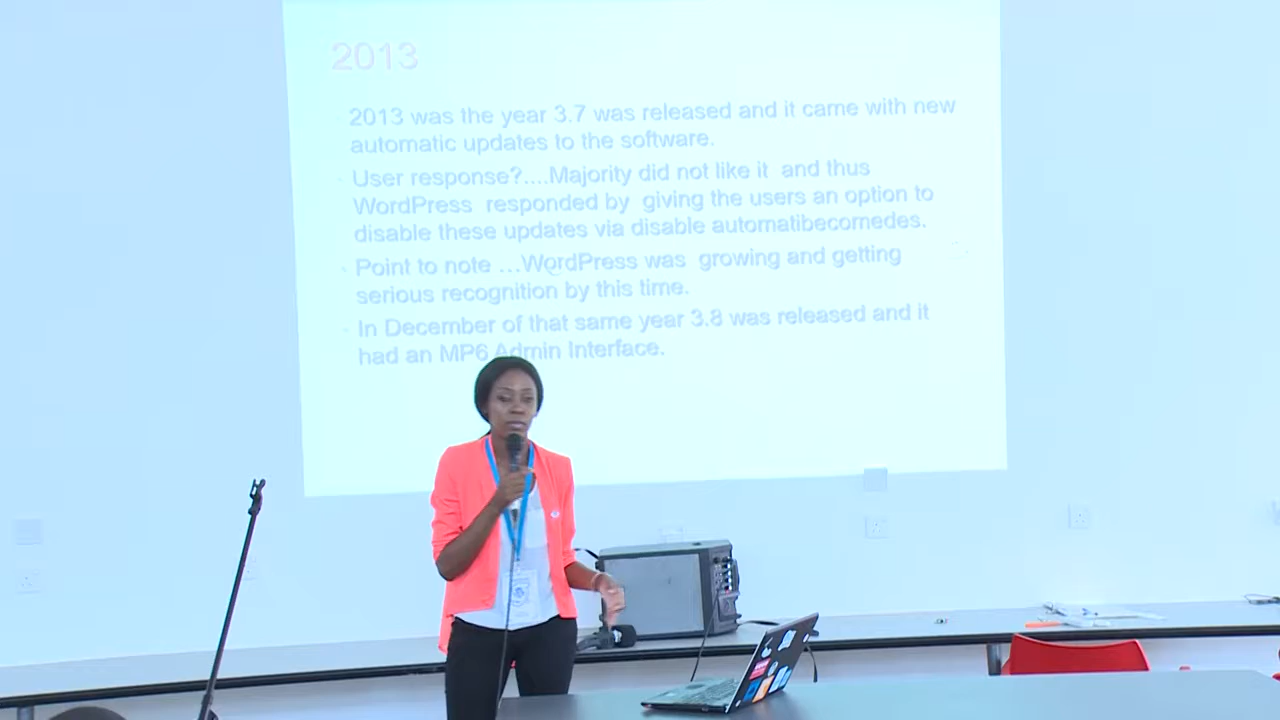 2013
2013 was the year 3.7 was released and it came with new
automatic updates to the software.
User response?....Majority did not like it and thus
WordPress responded by giving the users an option to
disable these updates via disable automatibecomedes.
Point to note ...WordPress was growing and getting
serious recognition by this time.
In December of that same year 3.8 was released and it
had an MP6 Admin Interface.